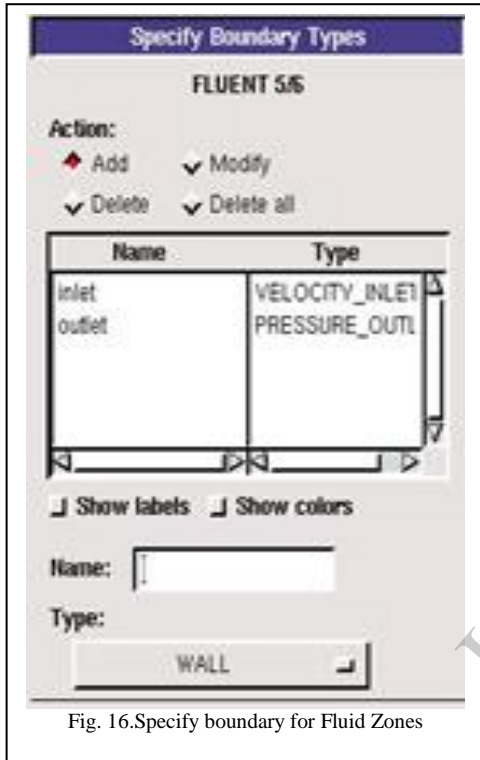 Specify Boundary Types
FLUENT 5/6
Action:
Add Modify
Delete Delete all
Name Type
inlet VELOCITY_INLET
outlet PRESSURE_OUTL
Show labels Show colors
Name:
Type:
WALL
Fig. 16.Specify boundary for Fluid Zones